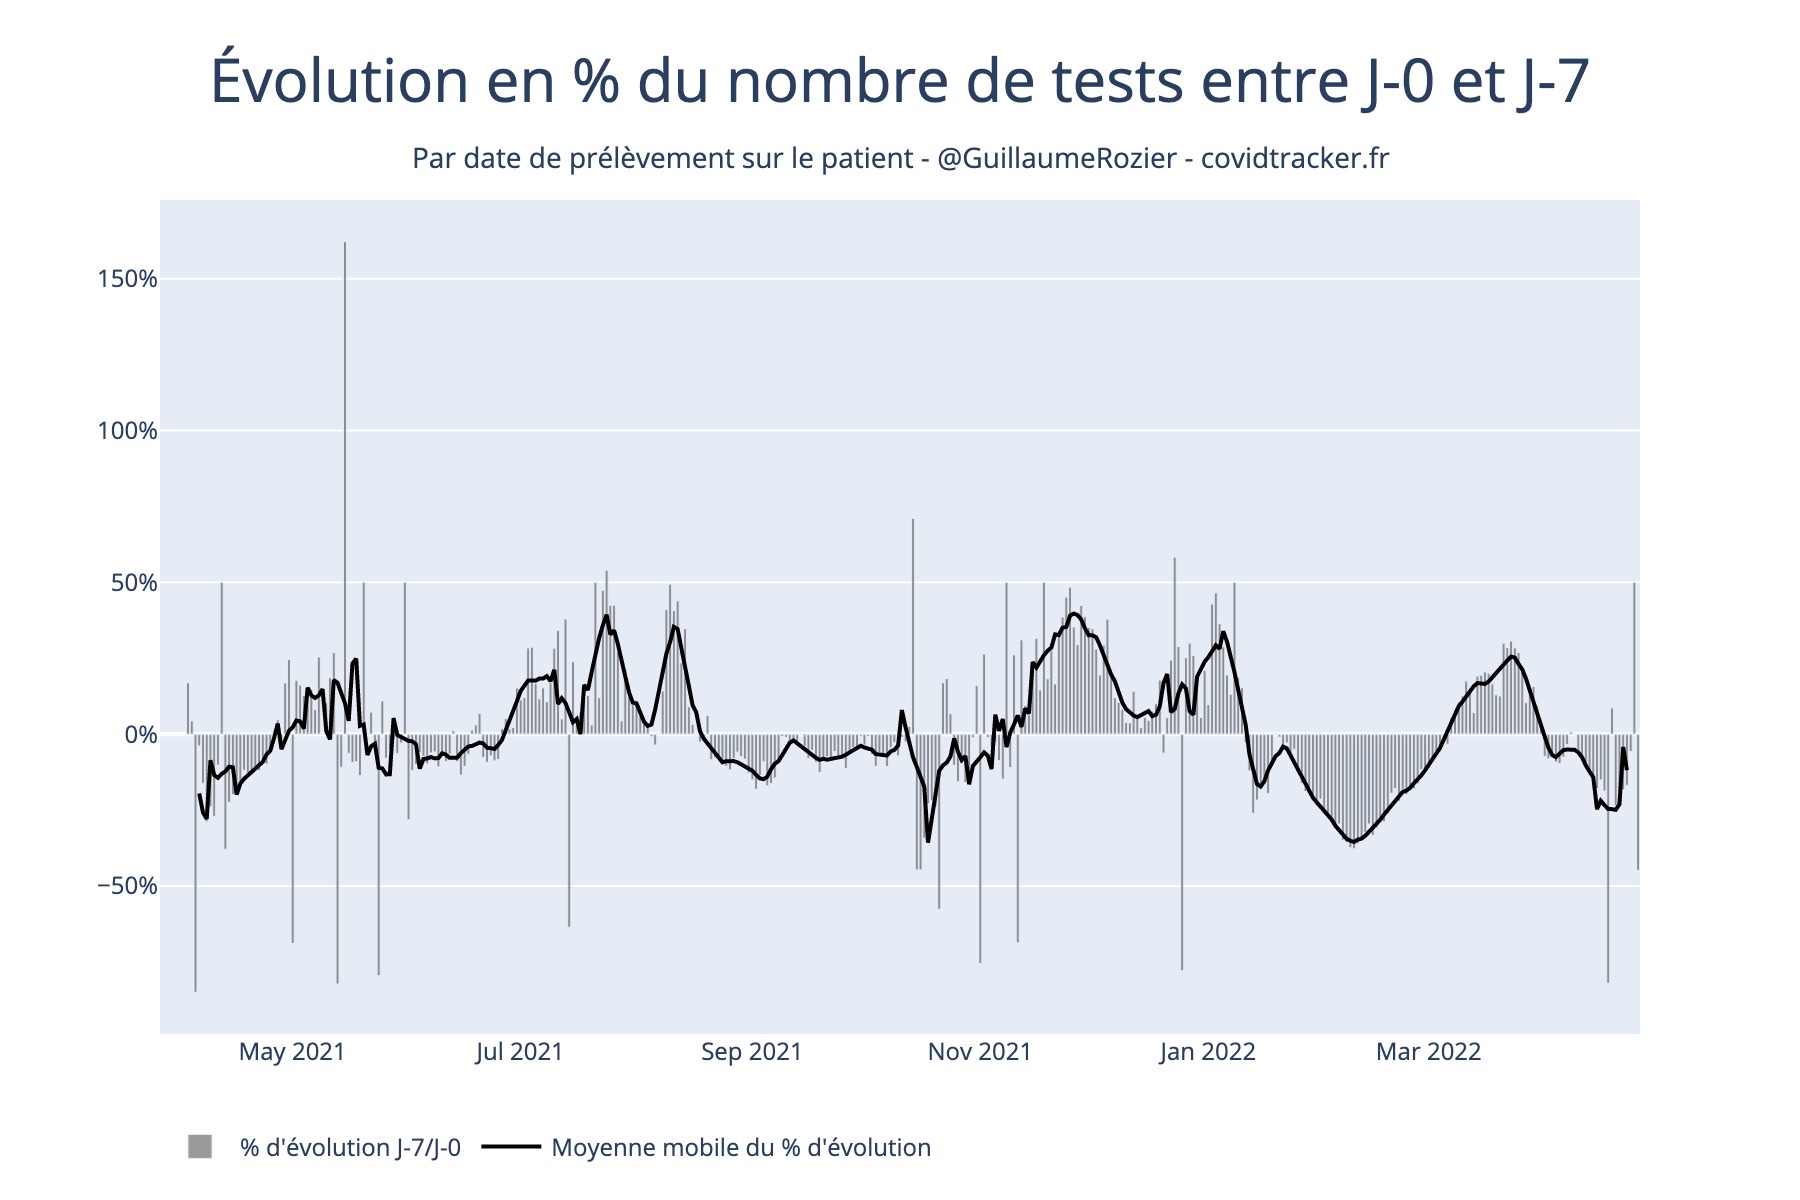 Évolution en % du nombre de tests entre J-0 et J-7
Par date de prélèvement sur le patient - @GuillaumeRozier - covidtracker.fr
150%
100%
50%
0%
−50%
May 2021 Jul 2021 Sep 2021 Nov 2021 Jan 2022 Mar 2022
% d'évolution J-7/J-0 Moyenne mobile du % d'évolution